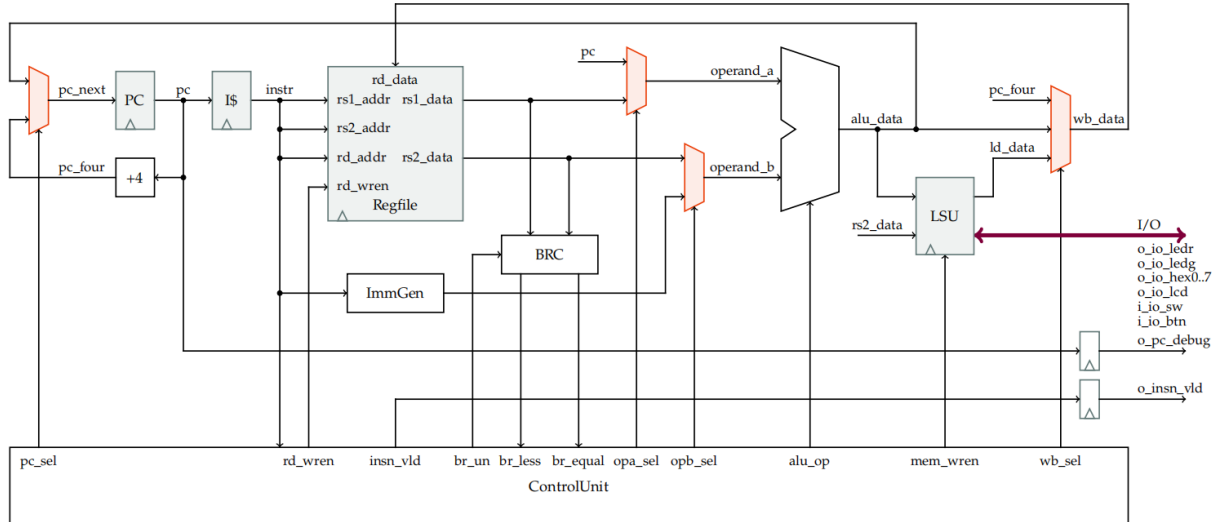 pc
rd_data
operand_a
pc_next
PC
pc
I$
instr
rs1_addr
rs1_data
pc_four
alu_data
wb_data
rs2_addr
rd_addr
rs2_data
ld_data
pc_four
+4
operand_b
rd_wren
Regfile
LSU
rs2_data
I/O
BRC
o_io_ledr
o_io_ledg
o_io_hex0..7
o_io_lcd
i_io_sw
i_io_btn
ImmGen
o_pc_debug
o_insn_vld
pc_sel
rd_wren
insn_vld
br_un
br_less
br_equal
opa_sel
opb_sel
alu_op
mem_wren
wb_sel
ControlUnit